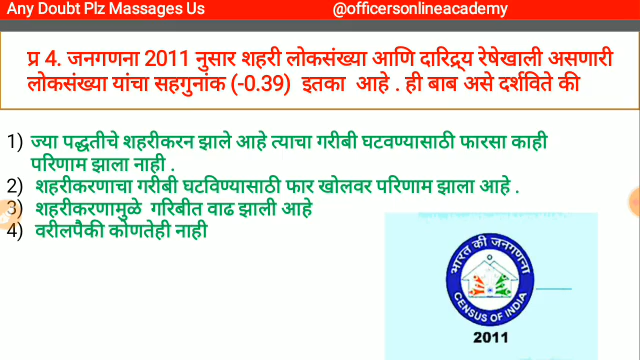 Any Doubt Plz Massages Us @officersonlineacademy
प्र 4. जनगणना 2011 नुसार शहरी लोकसंख्या आणि दारिद्र्य रेषेखाली असणारी
लोकसंख्या यांचा सहगुनांक (-0.39) इतका आहे . ही बाब असे दर्शविते की
1) ज्या पद्धतीचे शहरीकरन झाले आहे त्याचा गरीबी घटवण्यासाठी फारसा काही
परिणाम झाला नाही .
2) शहरीकरणाचा गरीबी घटविण्यासाठी फार खोलवर परिणाम झाला आहे .
3) शहरीकरणामुळे गरिबीत वाढ झाली आहे
4) वरीलपैकी कोणतेही नाही
भारत की जनगणना
CENSUS OF INDIA
2011